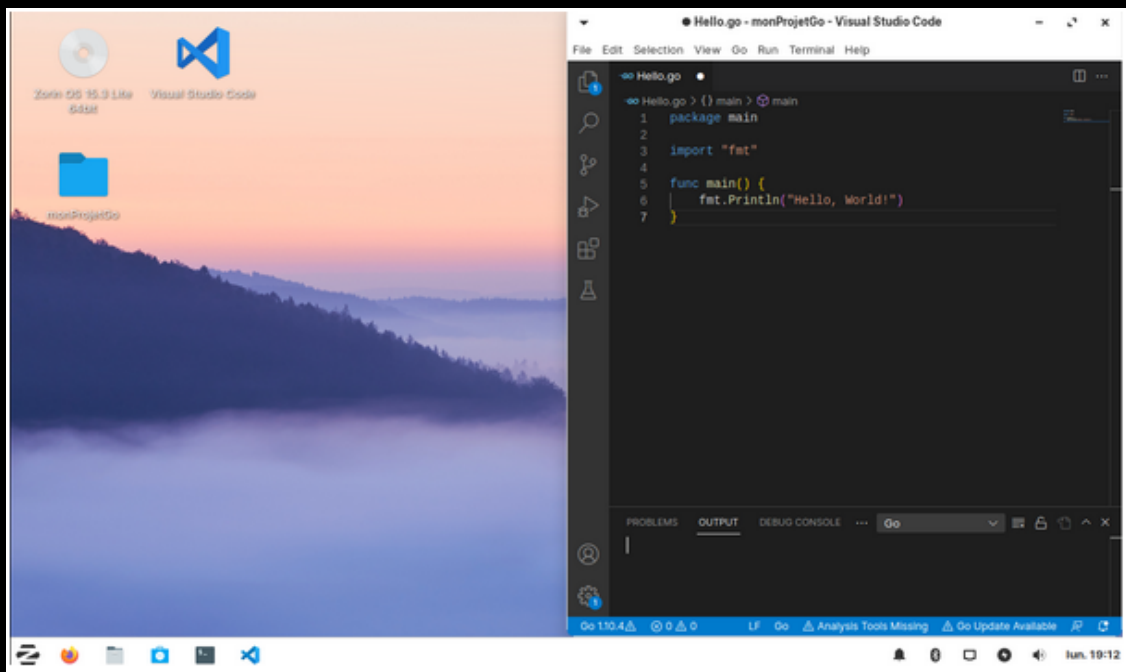 Zorin OS 15.3 Lite
64bit
Visual Studio Code
monProjetGo
Hello.go - monProjetGo - Visual Studio Code
File Edit Selection View Go Run Terminal Help
Hello.go
Hello.go > {} main > main
1 package main
2
3 import "fmt"
4
5 func main() {
6 fmt.Println("Hello, World!")
7 }
PROBLEMS OUTPUT DEBUG CONSOLE ... Go
Go 1.10.4 0 0 LF Go Analysis Tools Missing Go Update Available
lun. 19:12
1
1